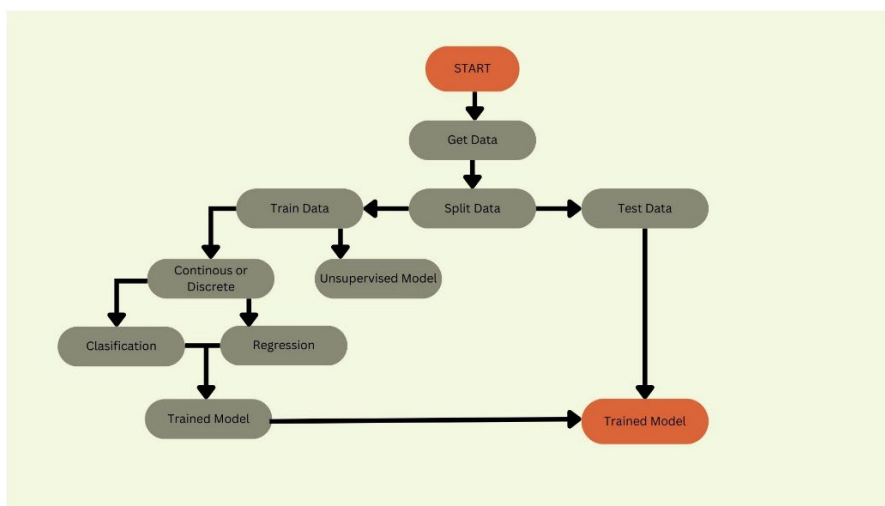 START
Get Data
Train Data
Split Data
Test Data
Continous or
Discrete
Unsupervised Model
Clasification
Regression
Trained Model
Trained Model